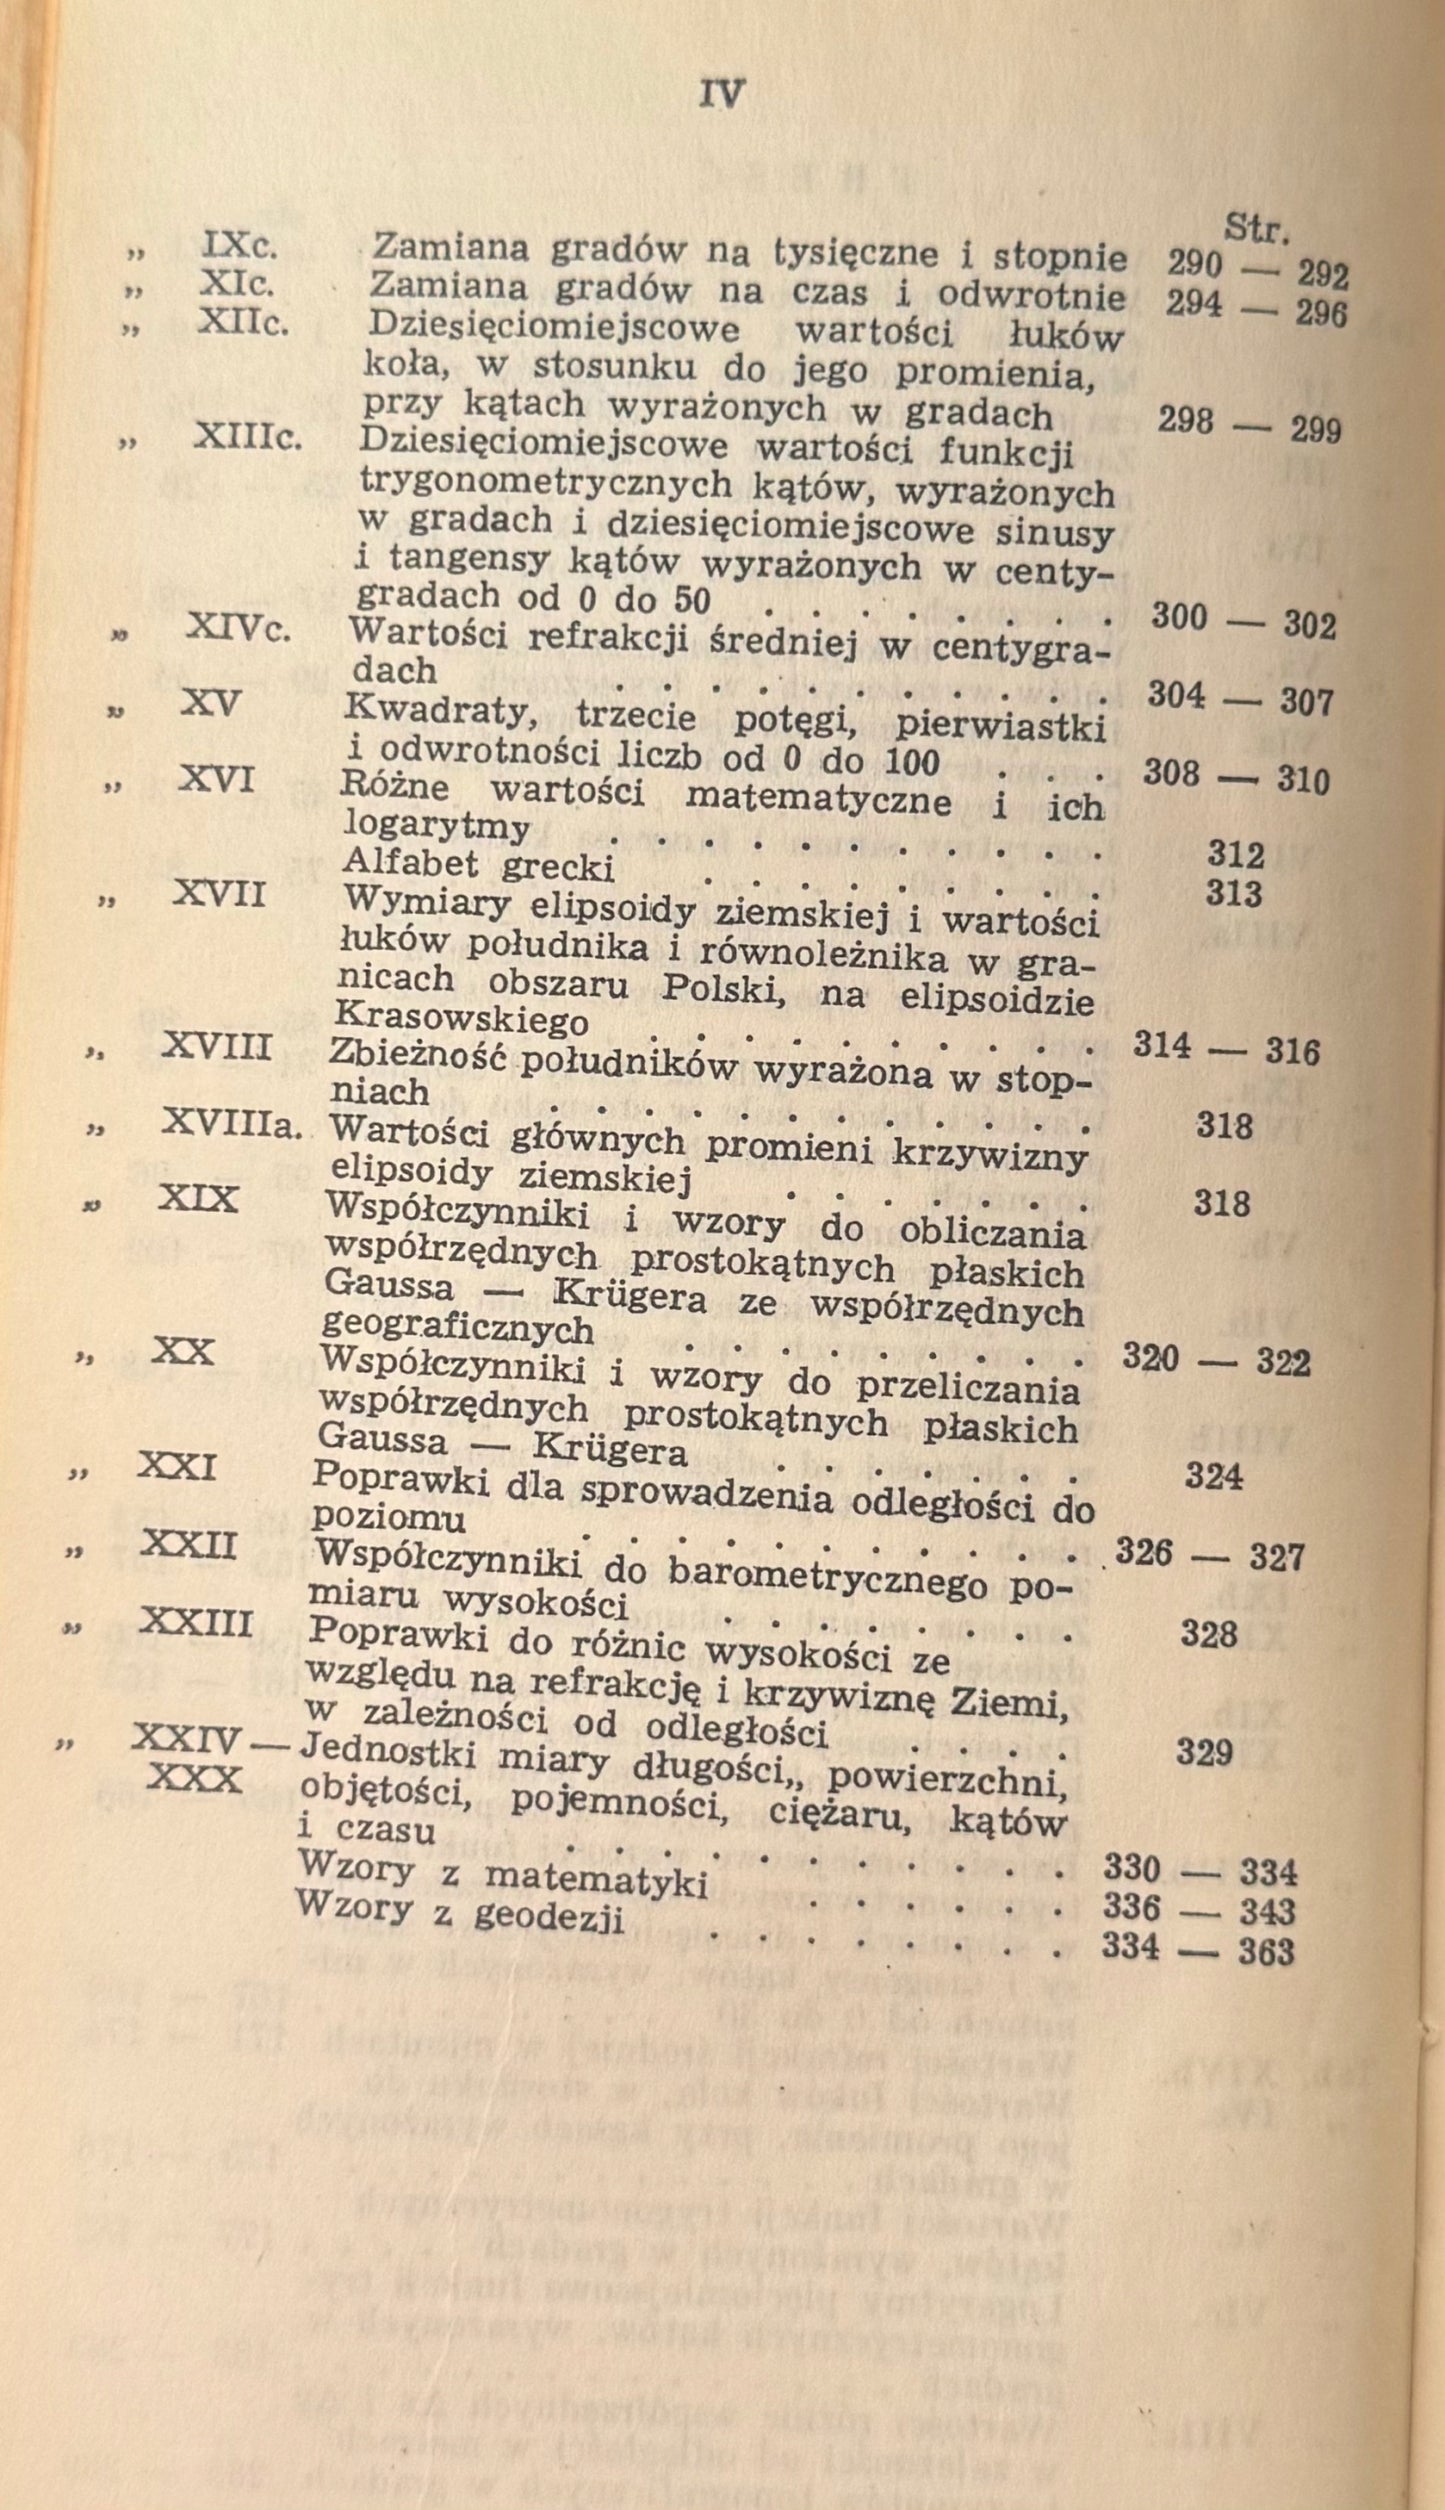 IV
Str.
„ IXc. Zamiana gradów na tysięczne i stopnie 290 — 292
„ XIc. Zamiana gradów na czas i odwrotnie 294 — 296
„ XIIc. Dziesięciomiejscowe wartości łuków
koła, w stosunku do jego promienia,
przy kątach wyrażonych w gradach 298 — 299
„ XIIIc. Dziesięciomiejscowe wartości funkcji
trygonometrycznych kątów, wyrażonych
w gradach i dziesięciomiejscowe sinusy
i tangensy kątów wyrażonych w centy-
gradach od 0 do 50 . . . . . . . . 300 — 302
„ XIVc. Wartości refrakcji średniej w centygra-
dach . . . . . . . . . . . 304 — 307
„ XV Kwadraty, trzecie potęgi, pierwiastki
i odwrotności liczb od 0 do 100 . . . 308 — 310
„ XVI Różne wartości matematyczne i ich
logarytmy . . . . . . . . . . . 312
Alfabet grecki . . . . . . . . . 313
„ XVII Wymiary elipsoidy ziemskiej i wartości
łuków południka i równoleżnika w gra-
nicach obszaru Polski, na elipsoidzie
Krasowskiego . . . . . . . . . . 314 — 316
„ XVIII Zbieżność południków wyrażona w stop-
niach . . . . . . . . . . . . 318
„ XVIIIa. Wartości głównych promieni krzywizny
elipsoidy ziemskiej . . . . . . . 318
„ XIX Współczynniki i wzory do obliczania
współrzędnych prostokątnych płaskich
Gaussa — Krügera ze współrzędnych
geograficznych . . . . . . . . . 320 — 322
„ XX Współczynniki i wzory do przeliczania
współrzędnych prostokątnych płaskich
Gaussa — Krügera . . . . . . . 324
„ XXI Poprawki dla sprowadzenia odległości do
poziomu . . . . . . . . . . . 326 — 327
„ XXII Współczynniki do barometrycznego po-
miaru wysokości . . . . . . . . 328
„ XXIII Poprawki do różnic wysokości ze
względu na refrakcję i krzywiznę Ziemi,
w zależności od odległości . . . . 329
„ XXIV — Jednostki miary długości„ powierzchni,
XXX objętości, pojemności, ciężaru, kątów
i czasu . . . . . . . . . . . 330 — 334
Wzory z matematyki . . . . . . 336 — 343
Wzory z geodezji . . . . . . . . 334 — 363